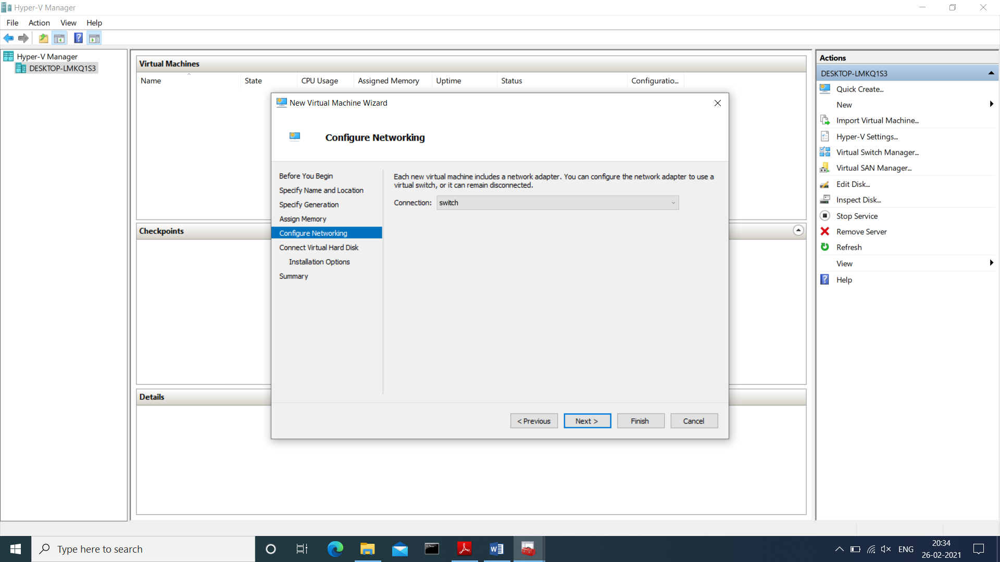 Hyper-V Manager
File Action View Help
Hyper-V Manager
DESKTOP-LMKQ1S3
Virtual Machines
Name State CPU Usage Assigned Memory Uptime Status Configuratio...
New Virtual Machine Wizard
Configure Networking
Before You Begin
Specify Name and Location
Specify Generation
Assign Memory
Configure Networking
Connect Virtual Hard Disk
Installation Options
Summary
Each new virtual machine includes a network adapter. You can configure the network adapter to use a
virtual switch, or it can remain disconnected.
Connection: switch
< Previous Next > Finish Cancel
Checkpoints
Details
Actions
DESKTOP-LMKQ1S3
Quick Create...
New
Import Virtual Machine...
Hyper-V Settings...
Virtual Switch Manager...
Virtual SAN Manager...
Edit Disk...
Inspect Disk...
Stop Service
Remove Server
Refresh
View
Help
Type here to search
ENG
20:34
26-02-2021